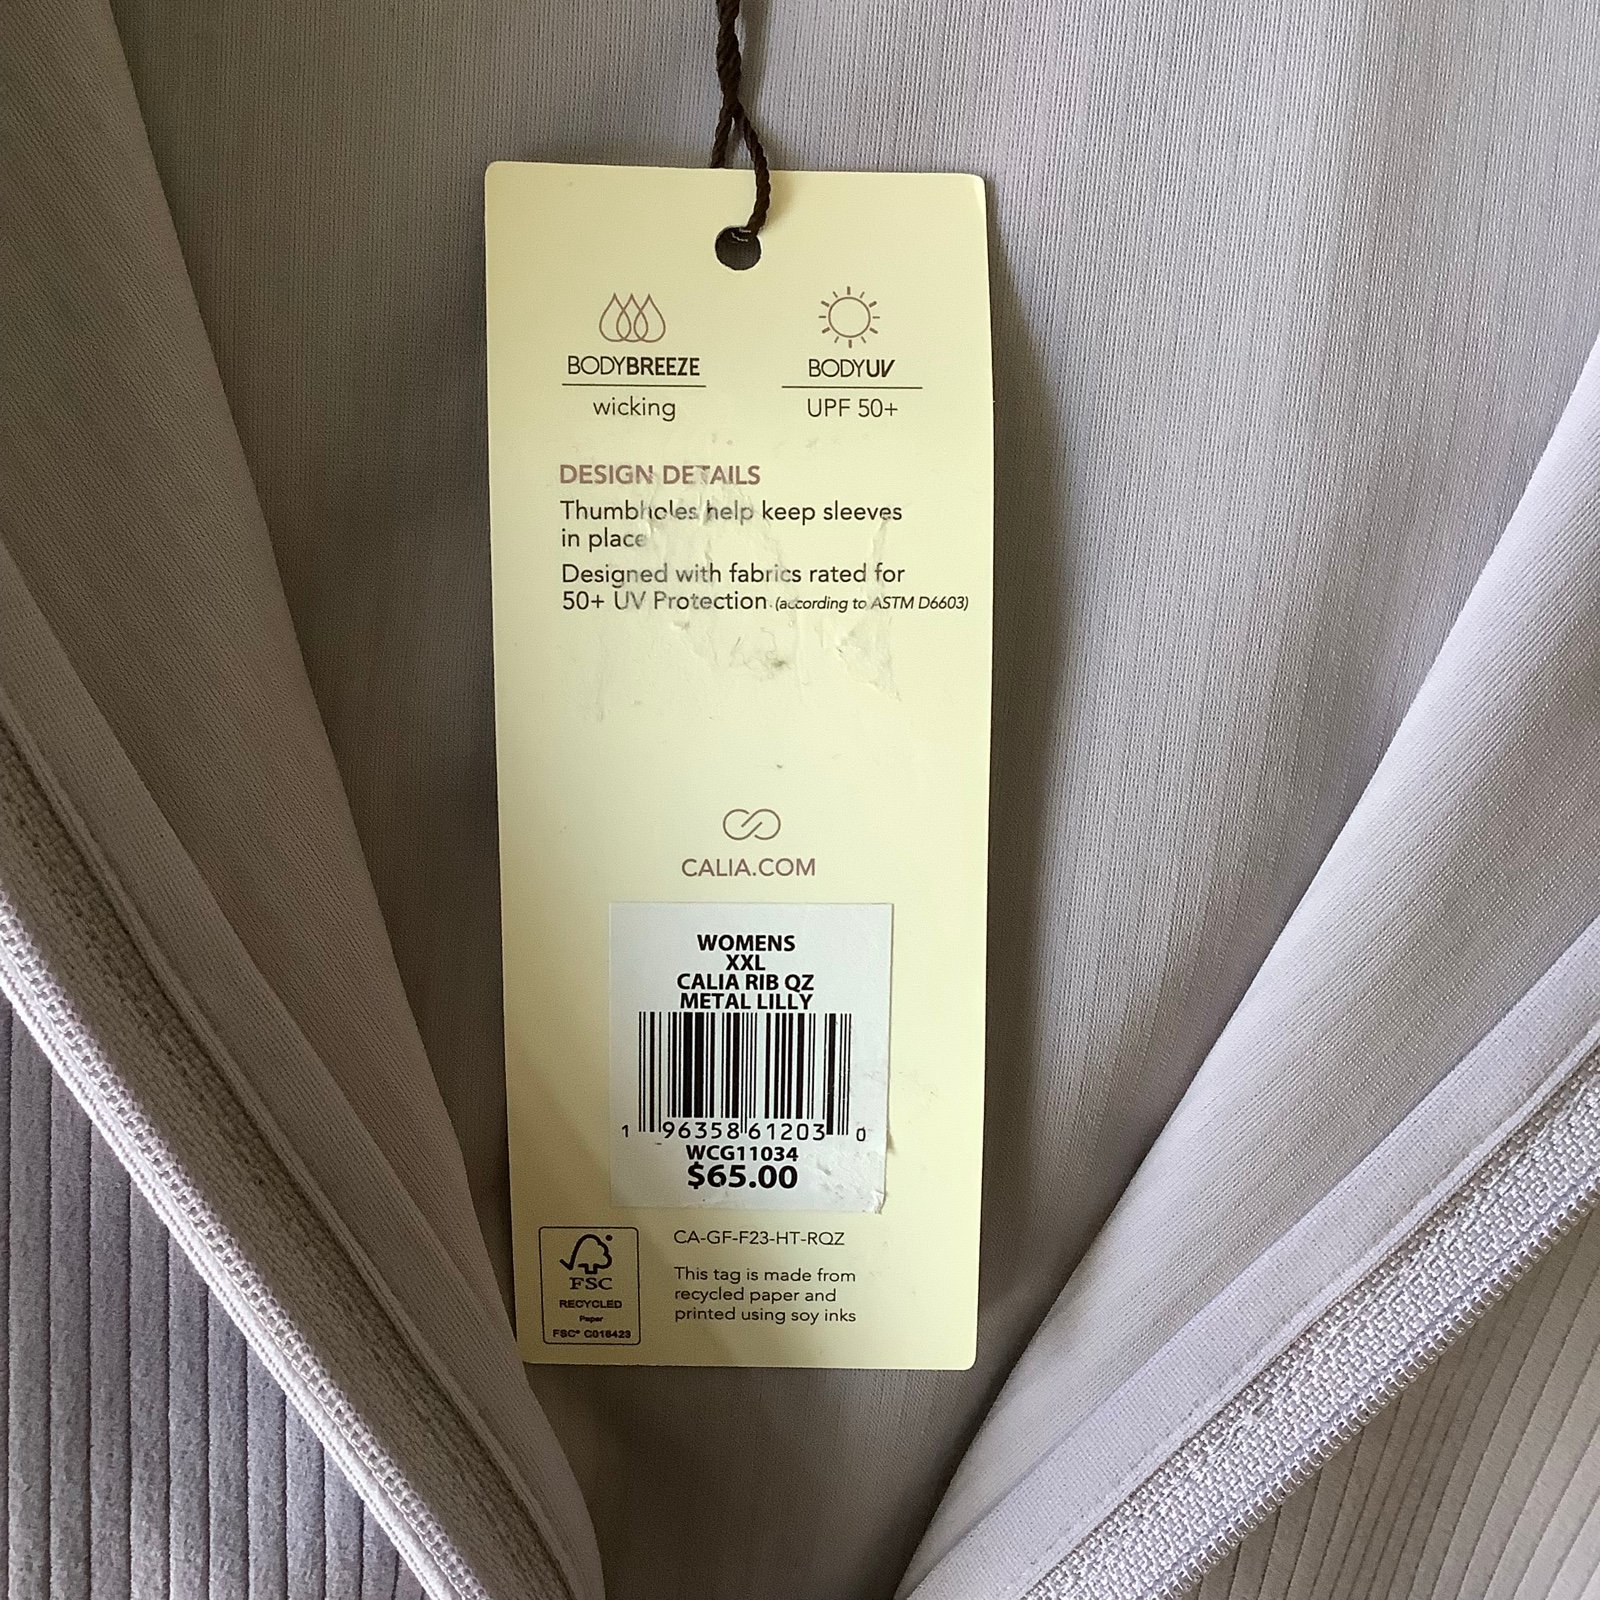 BODYBREEZE
wicking
BODYUV
UPF 50+
DESIGN DETAILS
Thumbholes help keep sleeves
in place
Designed with fabrics rated for
50+ UV Protection (according to ASTM D6603)
CALIA.COM
WOMENS
XXL
CALIA RIB QZ
METAL LILLY
1 96358 61203 0
WCG11034
$65.00
CA-GF-F23-HT-RQZ
This tag is made from
recycled paper and
printed using soy inks
FSC
RECYCLED
Paper
FSC® C016423